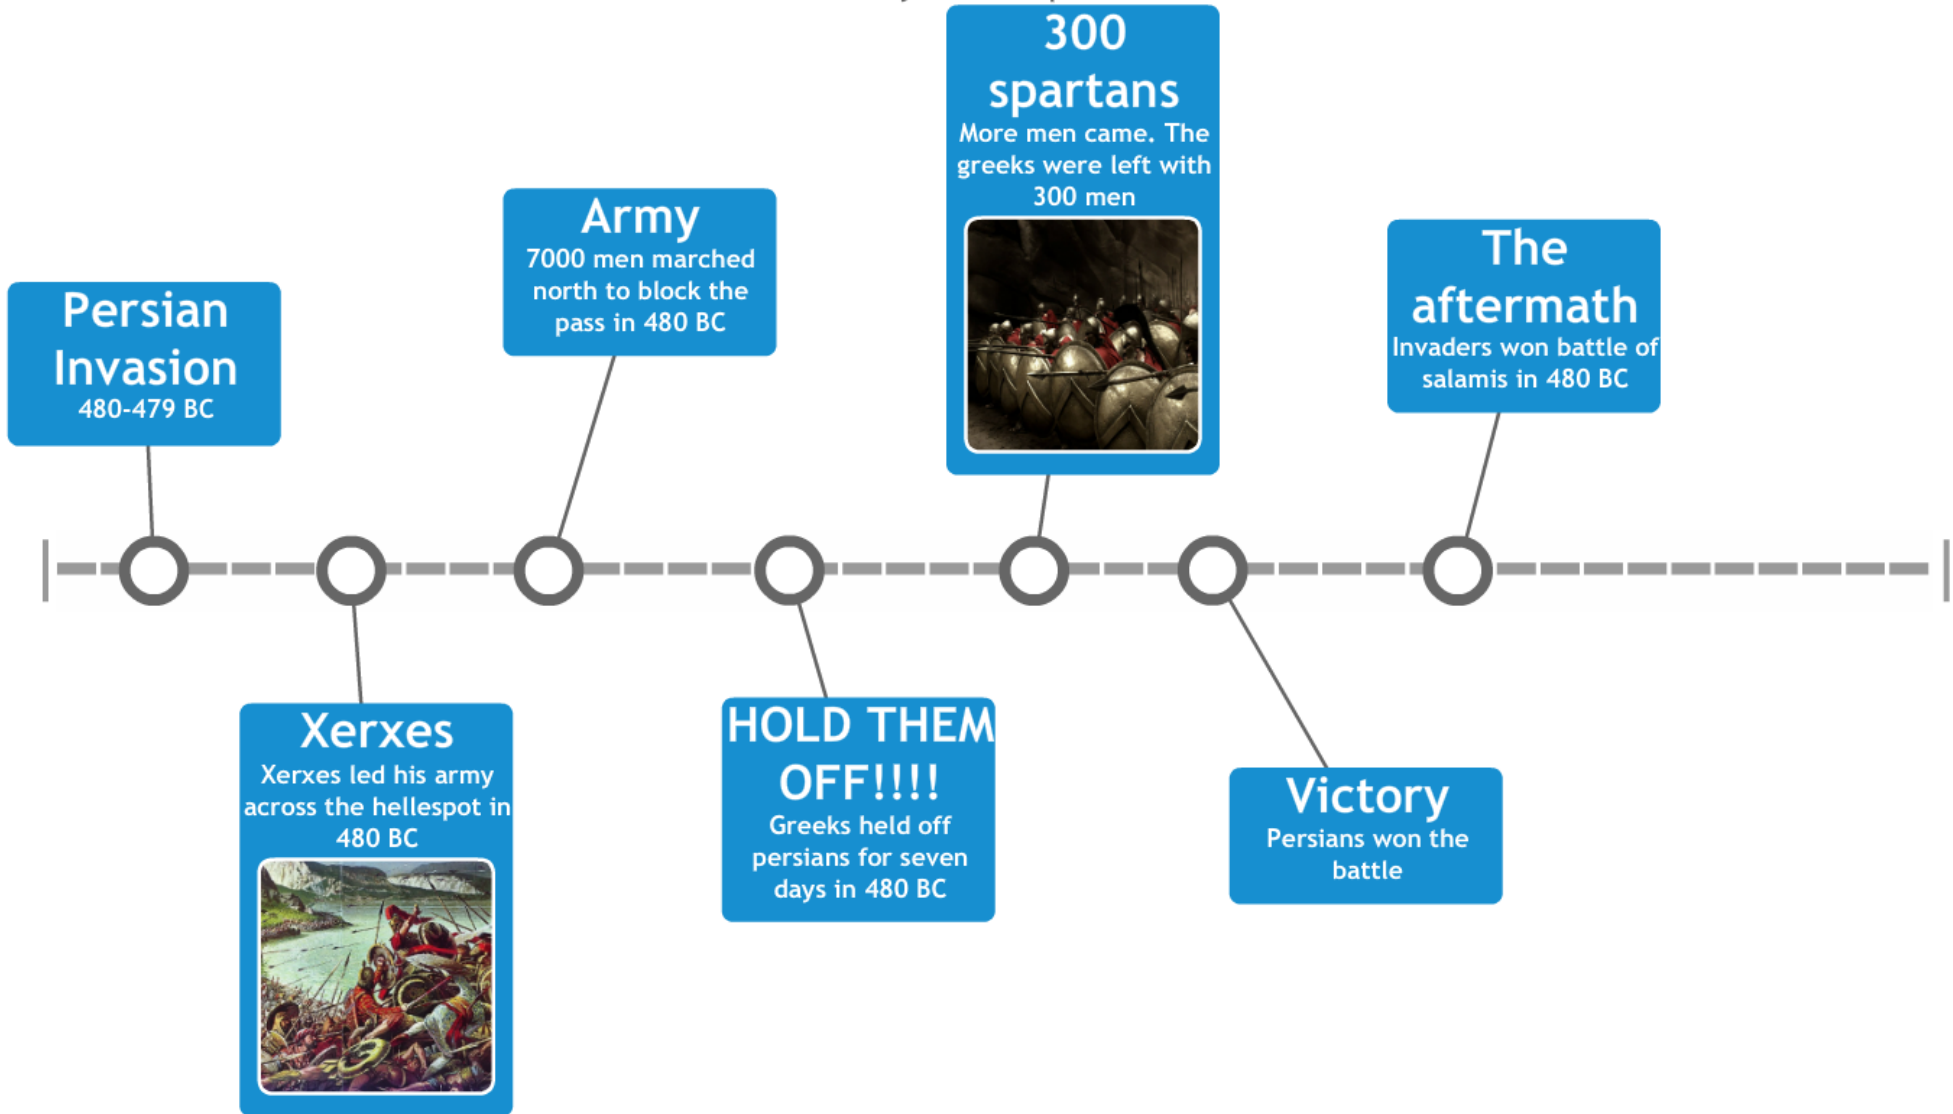 Persian
Invasion
480-479 BC
Xerxes
Xerxes led his army
across the hellespot in
480 BC
Army
7000 men marched
north to block the
pass in 480 BC
HOLD THEM
OFF!!!!
Greeks held off
persians for seven
days in 480 BC
300
spartans
More men came. The
greeks were left with
300 men
Victory
Persians won the
battle
The
aftermath
Invaders won battle of
salamis in 480 BC